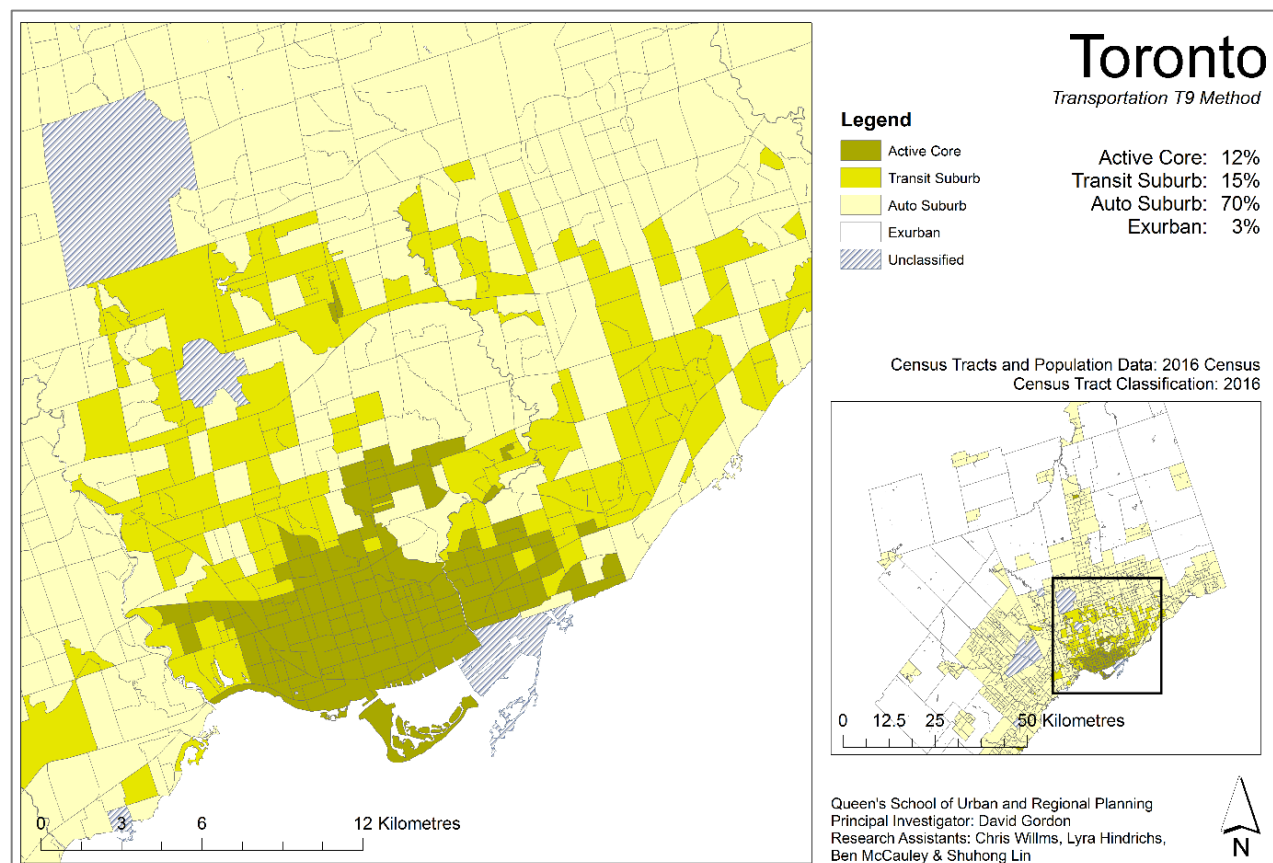 Toronto
Transportation T9 Method
Legend
Active Core
Transit Suburb
Auto Suburb
Exurban
Unclassified
Active Core: 12%
Transit Suburb: 15%
Auto Suburb: 70%
Exurban: 3%
Census Tracts and Population Data: 2016 Census
Census Tract Classification: 2016
0 12.5 25 50 Kilometres
0 3 6 12 Kilometres
Queen's School of Urban and Regional Planning
Principal Investigator: David Gordon
Research Assistants: Chris Willms, Lyra Hindrichs,
Ben McCauley & Shuhong Lin
N